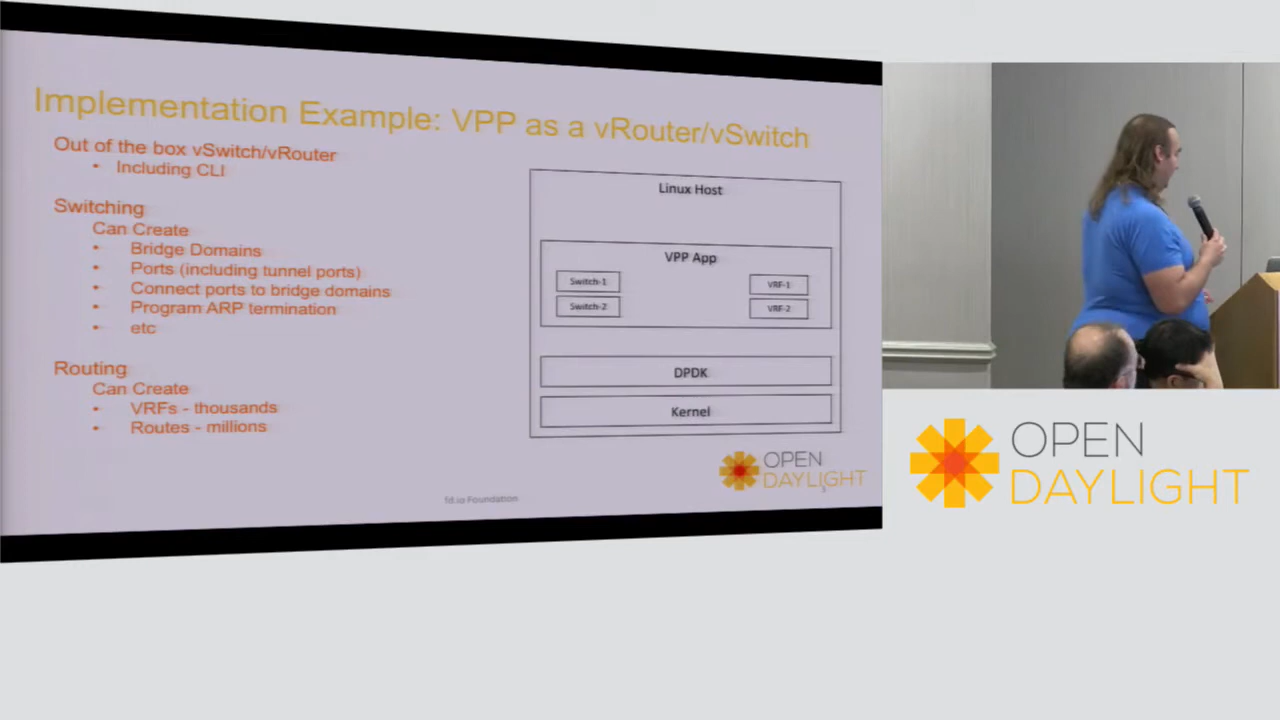 Implementation Example: VPP as a vRouter/vSwitch
Out of the box vSwitch/vRouter
• Including CLI
Switching
Can Create
• Bridge Domains
• Ports (including tunnel ports)
• Connect ports to bridge domains
• Program ARP termination
• etc
Routing
Can Create
• VRFs - thousands
• Routes - millions
Linux Host
VPP App
Switch-1
VRF-1
Switch-2
VRF-2
DPDK
Kernel
OPEN
DAYLIGHT
fd.io Foundation
OPEN
DAYLIGHT